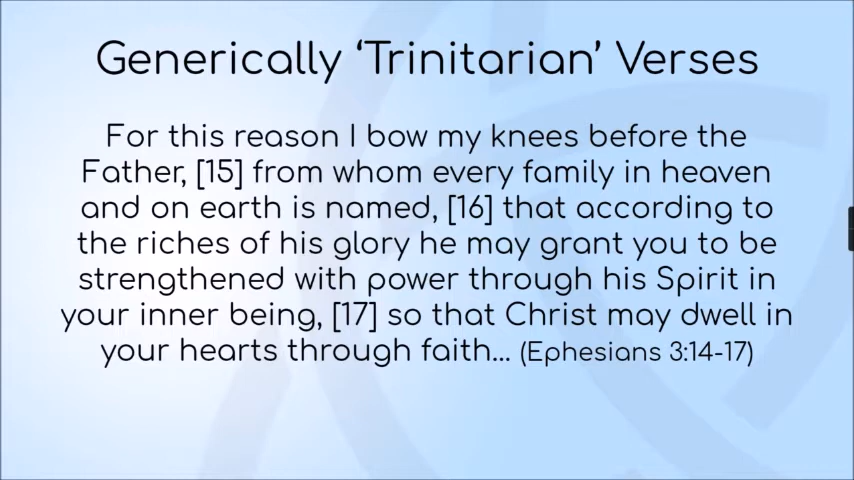 Generically ‘Trinitarian’ Verses
For this reason I bow my knees before the
Father, [15] from whom every family in heaven
and on earth is named, [16] that according to
the riches of his glory he may grant you to be
strengthened with power through his Spirit in
your inner being, [17] so that Christ may dwell in
your hearts through faith... (Ephesians 3:14-17)